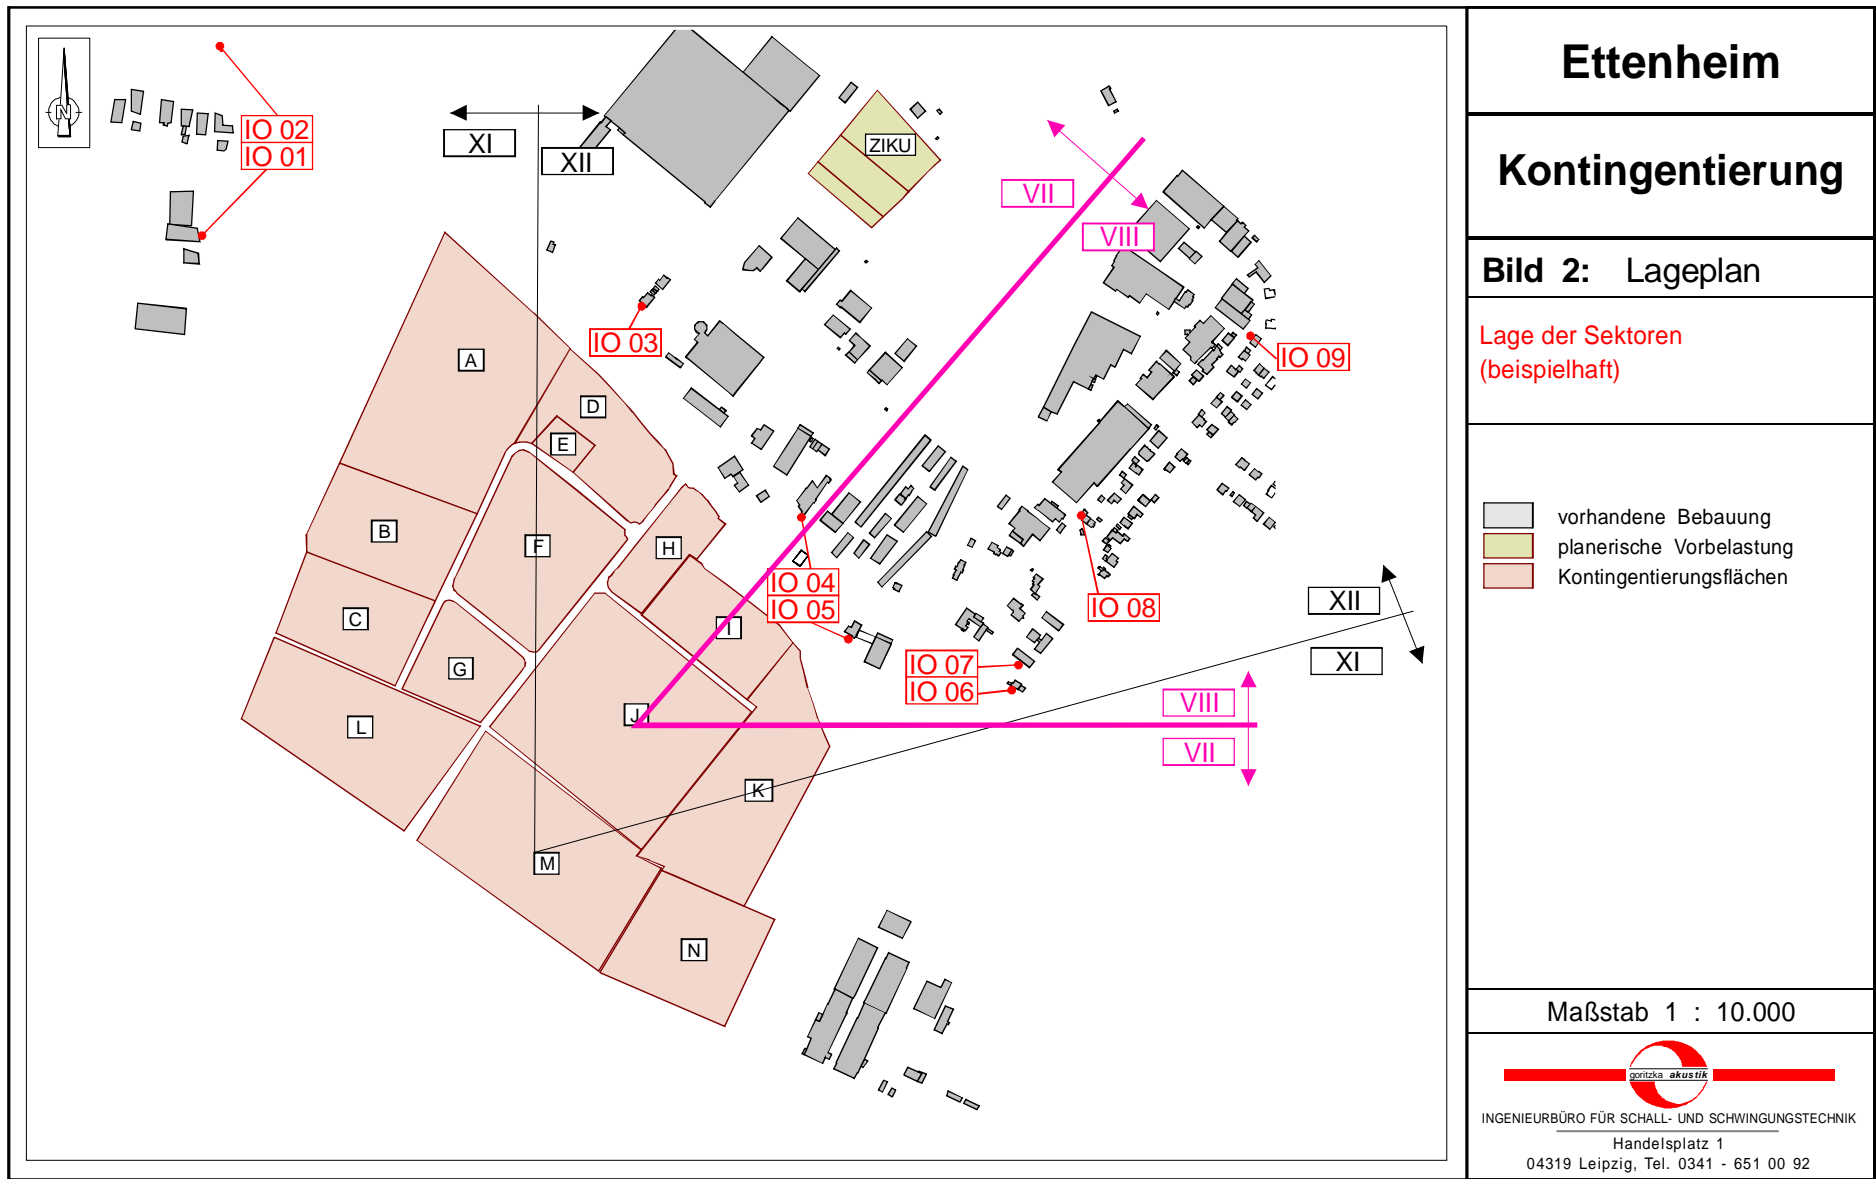 N
IO 02
IO 01
XI
XII
ZIKU
VII
VIII
IO 03
IO 09
A
D
E
B
F
H
C
G
I
L
J
K
M
N
IO 04
IO 05
IO 08
IO 07
IO 06
XII
XI
VIII
VII
Ettenheim
Kontingentierung
Bild 2: Lageplan
Lage der Sektoren
(beispielhaft)
vorhandene Bebauung
planerische Vorbelastung
Kontingentierungsflächen
Maßstab 1 : 10.000
goritzka akustik
INGENIEURBÜRO FÜR SCHALL- UND SCHWINGUNGSTECHNIK
Handelsplatz 1
04319 Leipzig, Tel. 0341 - 651 00 92